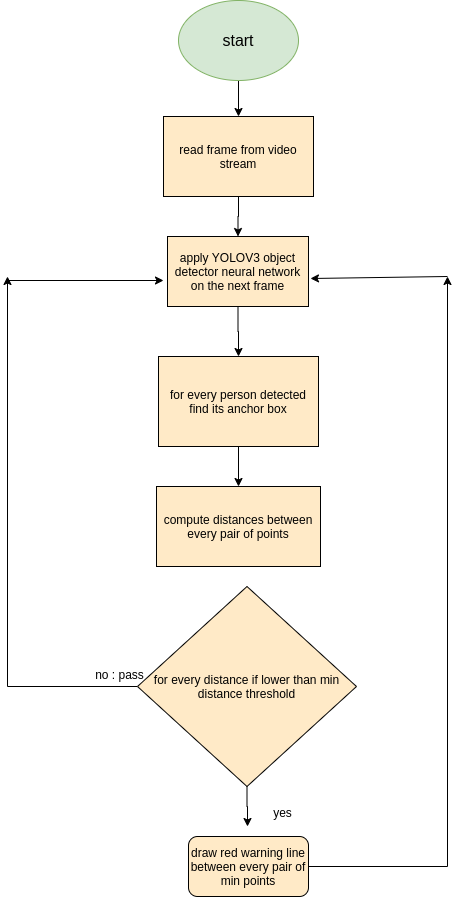 start
read frame from video
stream
apply YOLOV3 object
detector neural network
on the next frame
for every person detected
find its anchor box
compute distances between
every pair of points
no : pass
for every distance if lower than min
distance threshold
yes
draw red warning line
between every pair of
min points